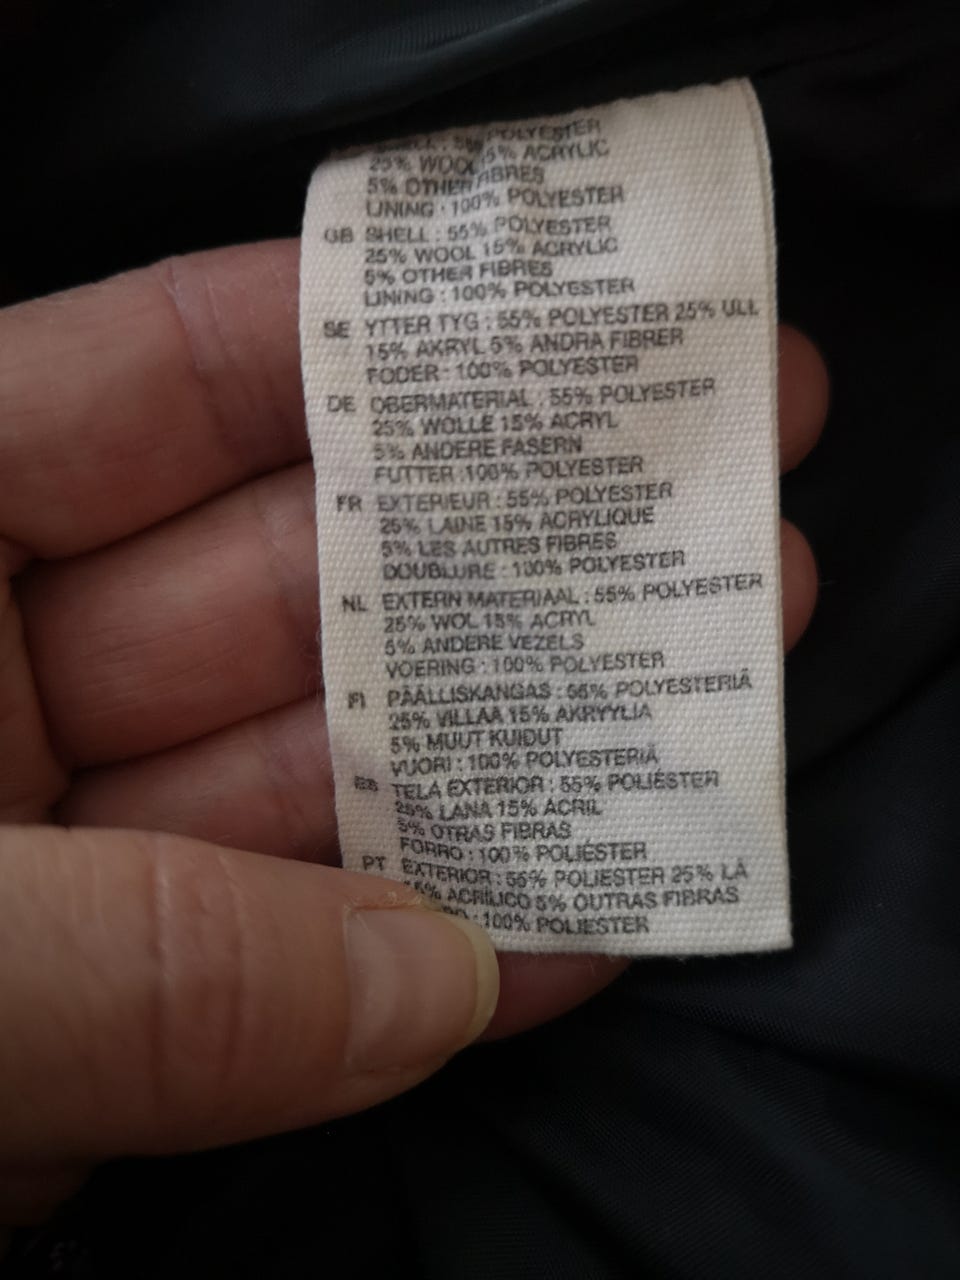 SHELL : 55% POLYESTER
25% WOOL 15% ACRYLIC
5% OTHER FIBRES
LINING : 100% POLYESTER
GB SHELL : 55% POLYESTER
25% WOOL 15% ACRYLIC
5% OTHER FIBRES
LINING : 100% POLYESTER
SE YTTER TYG : 55% POLYESTER 25% ULL
15% AKRYL 5% ANDRA FIBRER
FODER : 100% POLYESTER
DE OBERMATERIAL : 55% POLYESTER
25% WOLLE 15% ACRYL
5% ANDERE FASERN
FUTTER : 100% POLYESTER
FR EXTERIEUR : 55% POLYESTER
25% LAINE 15% ACRYLIQUE
5% LES AUTRES FIBRES
DOUBLURE : 100% POLYESTER
NL EXTERN MATERIAAL : 55% POLYESTER
25% WOL 15% ACRYL
5% ANDERE VEZELS
VOERING : 100% POLYESTER
FI PÄÄLLISKANGAS : 55% POLYESTERIÄ
25% VILLAA 15% AKRYYLIA
5% MUUT KUIDUT
VUORI : 100% POLYESTERIÄ
ES TELA EXTERIOR : 55% POLIÉSTER
25% LANA 15% ACRIL
5% OTRAS FIBRAS
FORRO : 100% POLIÉSTER
PT EXTERIOR : 55% POLIESTER 25% LÃ
15% ACRÍLICO 5% OUTRAS FIBRAS
: 100% POLIESTER